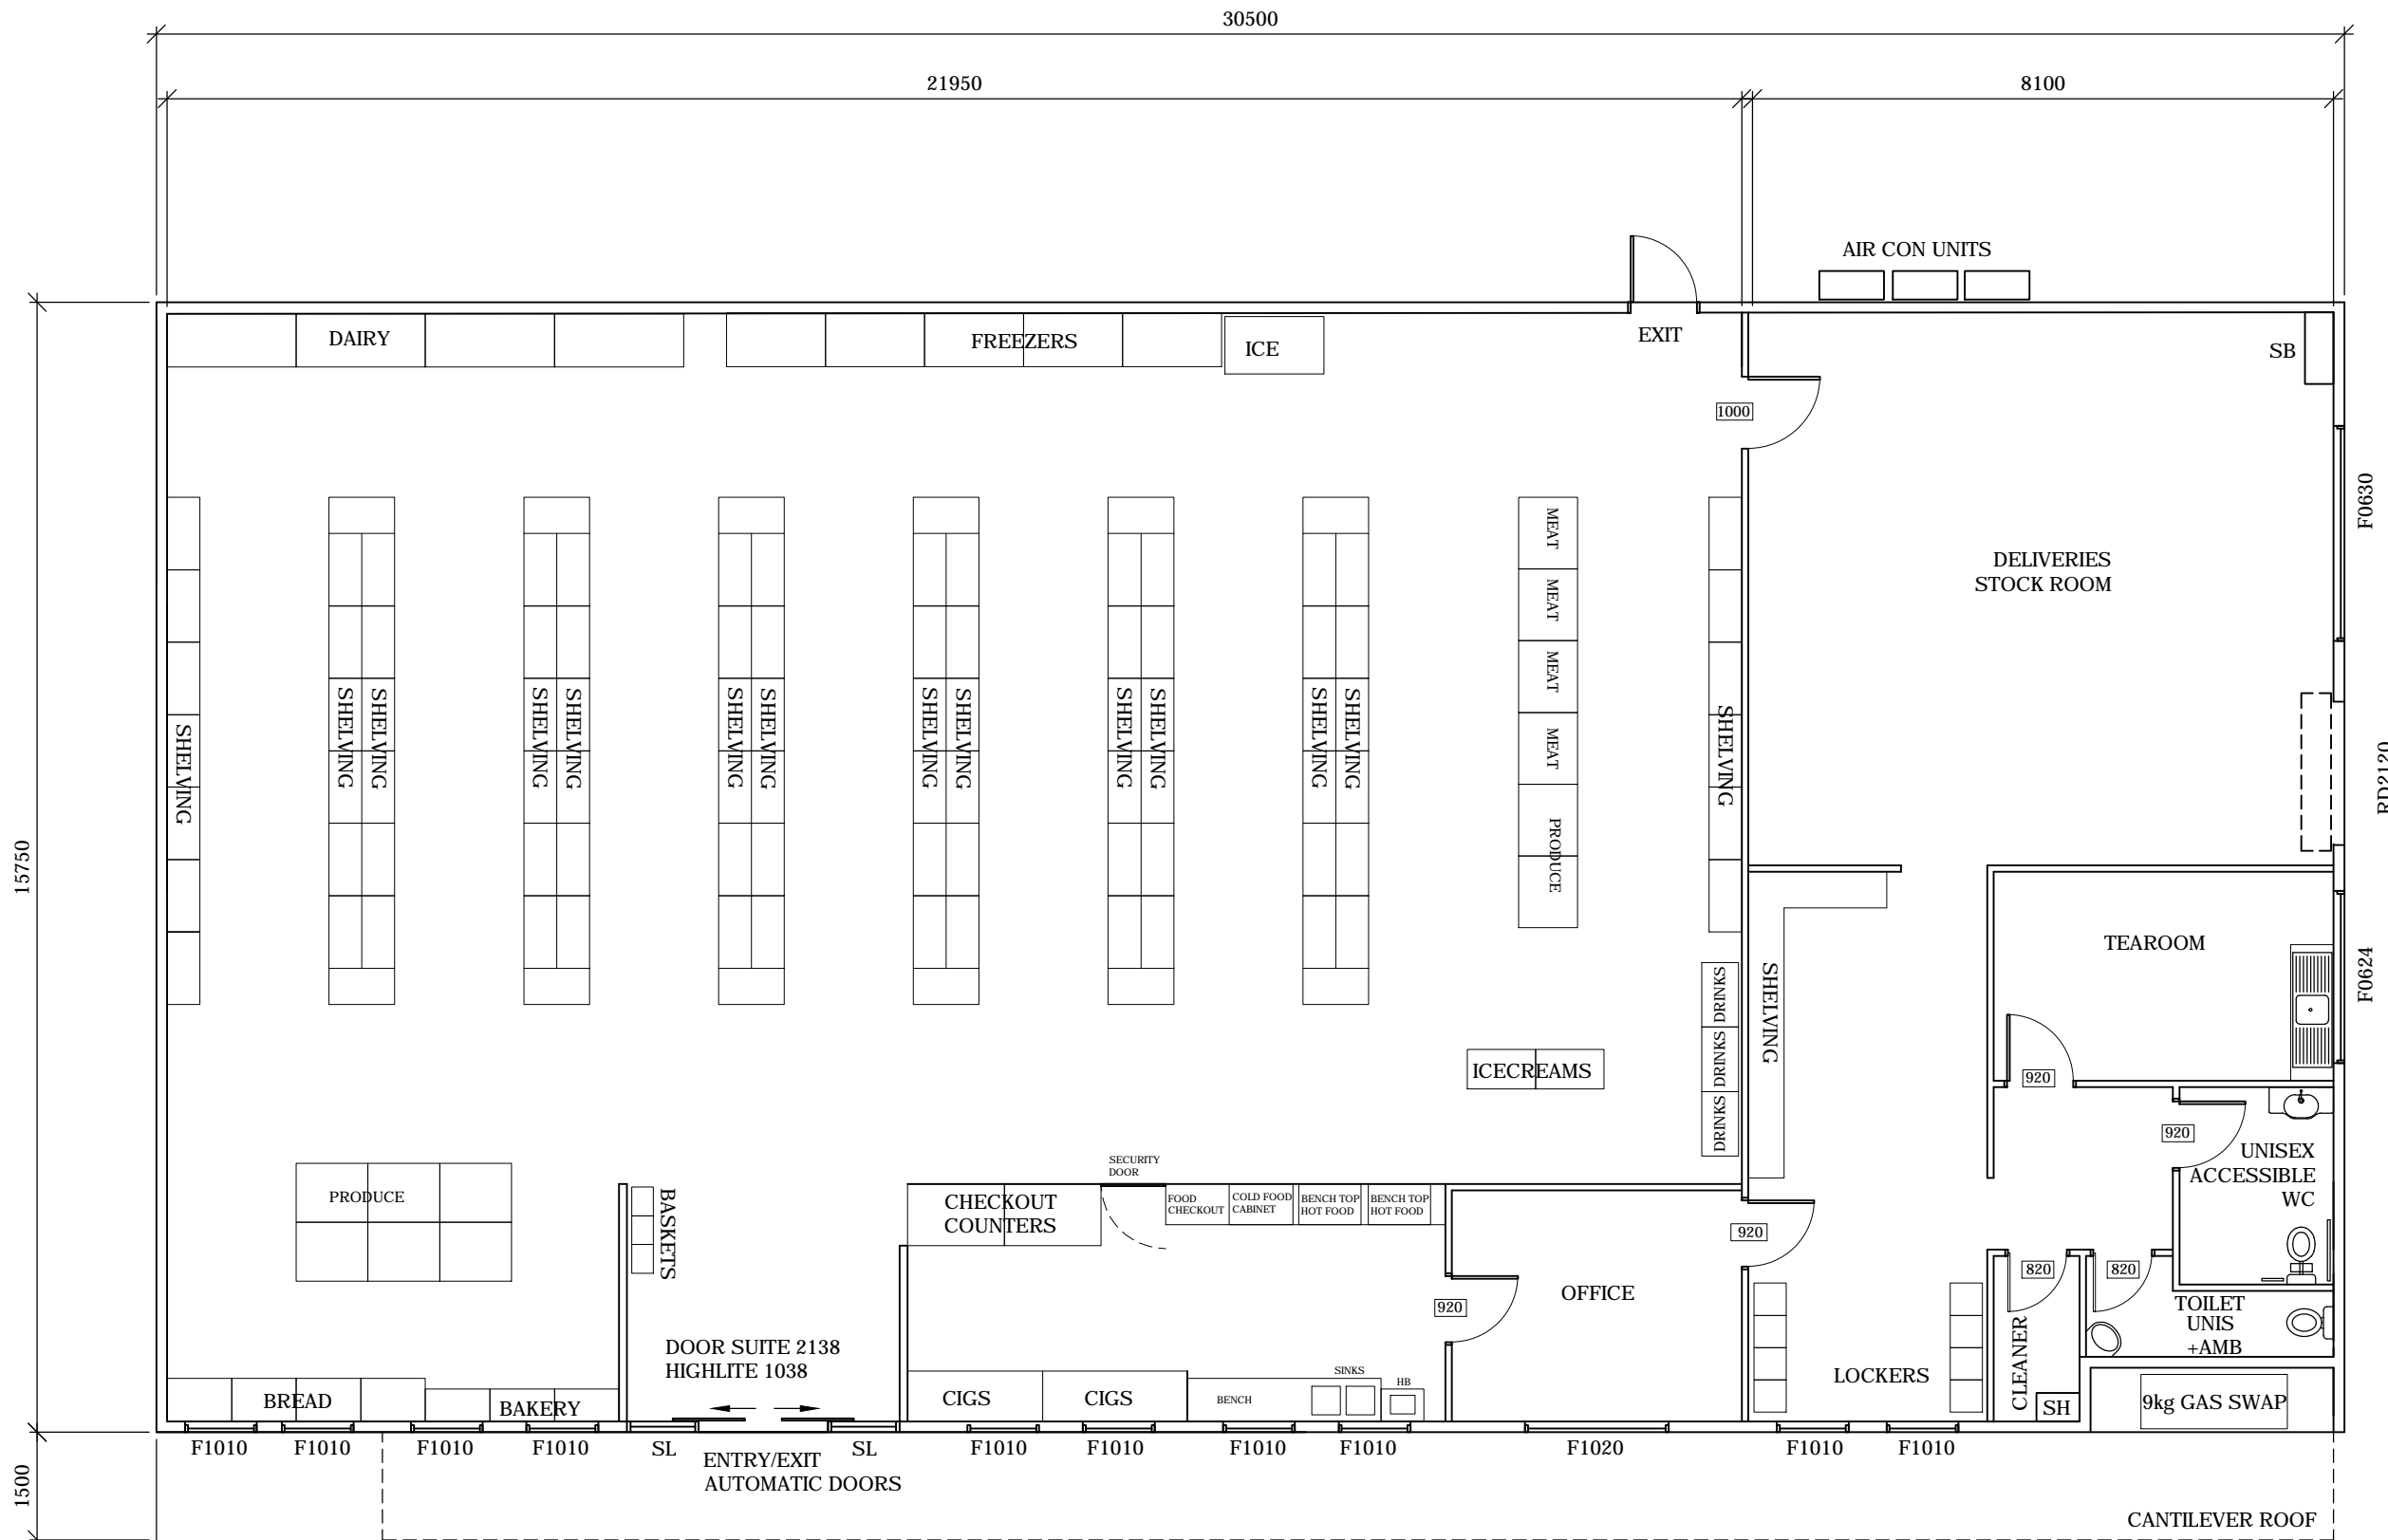 30500
21950
8100
AIR CON UNITS
DAIRY
FREEZERS
ICE
EXIT
SB
1000
F0630
MEAT
MEAT
MEAT
MEAT
PRODUCE
DELIVERIES
STOCK ROOM
SHELVING
SHELVING
SHELVING
SHELVING
SHELVING
SHELVING
SHELVING
SHELVING
SHELVING
SHELVING
SHELVING
SHELVING
SHELVING
SHELVING
RD2120
15750
TEAROOM
F0624
SHELVING
DRINKS
DRINKS
DRINKS
ICECREAMS
920
920
UNISEX
ACCESSIBLE
WC
PRODUCE
BASKETS
SECURITY
DOOR
CHECKOUT
COUNTERS
FOOD
CHECKOUT
COLD FOOD
CABINET
BENCH TOP
HOT FOOD
BENCH TOP
HOT FOOD
920
920
OFFICE
820
820
TOILET
UNIS
+AMB
CLEANER
DOOR SUITE 2138
HIGHLITE 1038
SINKS
HB
BENCH
CIGS
CIGS
LOCKERS
BREAD
BAKERY
SH
9kg GAS SWAP
F1010
F1010
F1010
F1010
SL
SL
F1010
F1010
F1010
F1010
F1020
F1010
F1010
ENTRY/EXIT
AUTOMATIC DOORS
1500
CANTILEVER ROOF